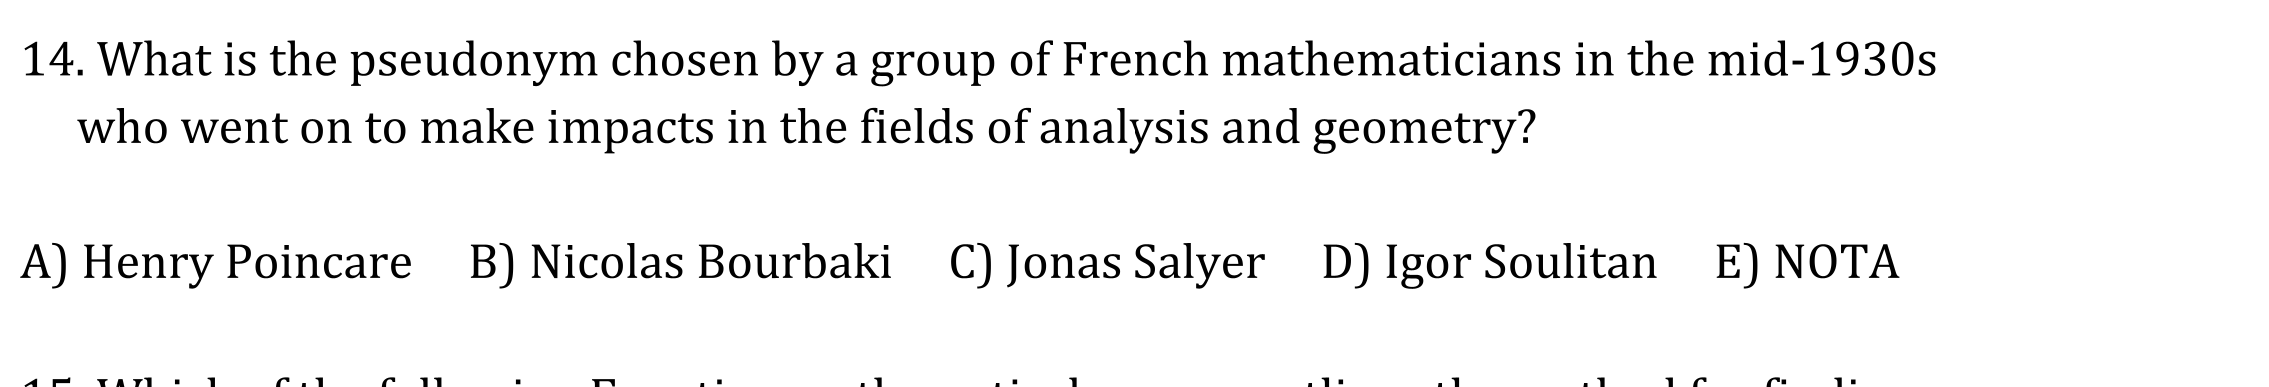 14. What is the pseudonym chosen by a group of French mathematicians in the mid-1930s
who went on to make impacts in the fields of analysis and geometry?
A) Henry Poincare B) Nicolas Bourbaki C) Jonas Salyer D) Igor Soulitan E) NOTA